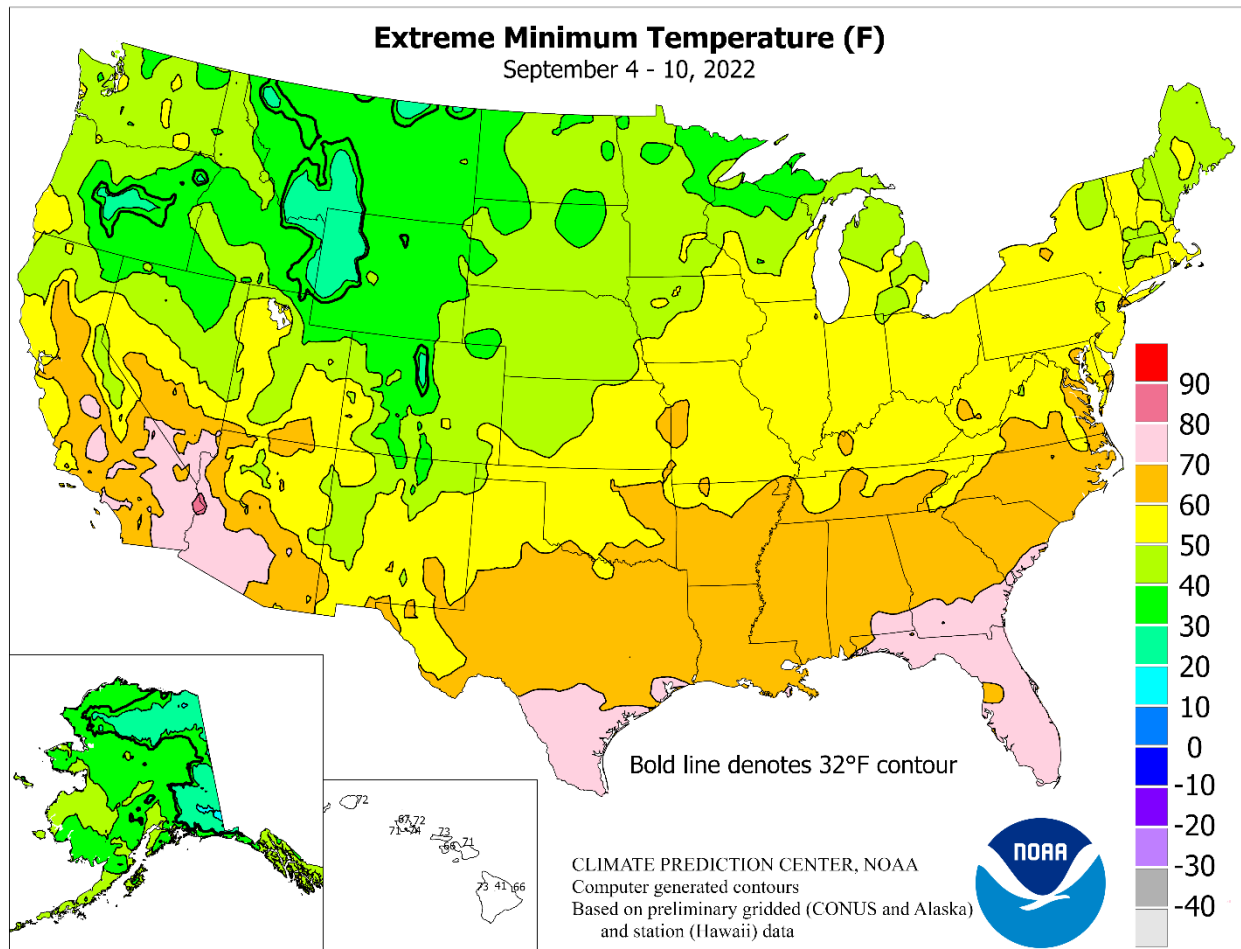 Extreme Minimum Temperature (F)
September 4 - 10, 2022
90
80
70
60
50
40
30
20
10
0
-10
-20
-30
-40
Bold line denotes 32°F contour
72
67 72
71 74
73
66 71
73 41 66
CLIMATE PREDICTION CENTER, NOAA
Computer generated contours
Based on preliminary gridded (CONUS and Alaska)
and station (Hawaii) data
NOAA